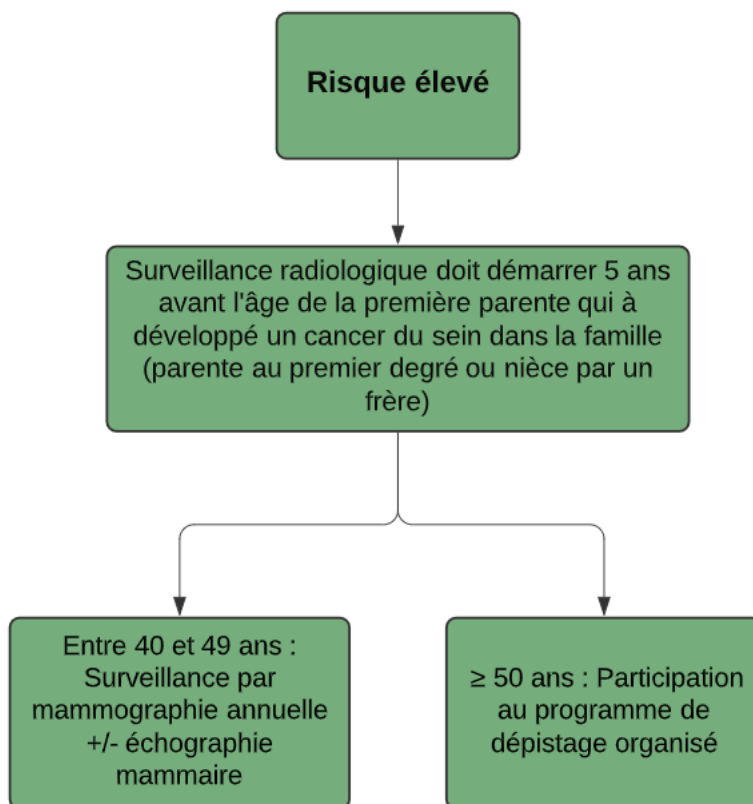 Risque élevé
Surveillance radiologique doit démarrer 5 ans
avant l'âge de la première parente qui à
développé un cancer du sein dans la famille
(parente au premier degré ou nièce par un
frère)
Entre 40 et 49 ans :
Surveillance par
mammographie annuelle
+/- échographie
mammaire
≥ 50 ans : Participation
au programme de
dépistage organisé